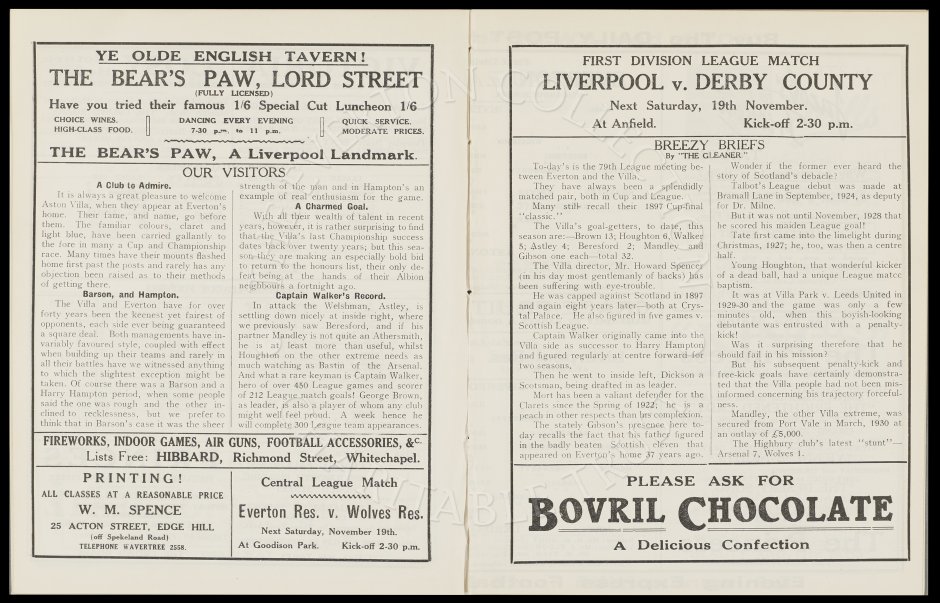 YE OLDE ENGLISH TAVERN!
THE BEAR'S PAW, LORD STREET
(FULLY LICENSED)
Have you tried their famous 1/6 Special Cut Luncheon 1/6
CHOICE WINES.
HIGH-CLASS FOOD.
DANCING EVERY EVENING
7-30 p.m. to 11 p.m.
QUICK SERVICE.
MODERATE PRICES.
THE BEAR'S PAW, A Liverpool Landmark.
OUR VISITORS
A Club to Admire.
It is always a great pleasure to welcome
Aston Villa, when they appear at Everton's
home. Their fame, and name, go before
them. The familiar colours, claret and
light blue, have been carried gallantly to
the fore in many a Cup and Championship
race. Many times have their mounts flashed
home first past the posts and rarely has any
objection been raised as to their methods
of getting there.
Barson, and Hampton.
The Villa and Everton have for over
forty years been the keenest yet fairest of
opponents, each side ever being guaranteed
a square deal. Both managements have in-
variably favoured style, coupled with effect
when building up their teams and rarely in
all their battles have we witnessed anything
to which the slightest exception might be
taken. Of course there was a Barson and a
Harry Hampton period, when some people
said the one was rough and the other in-
clined to recklessness, but we prefer to
think that in Barson's case it was the sheer
strength of the man and in Hampton's an
example of real enthusiasm for the game.
A Charmed Goal.
With all their wealth of talent in recent
years, however, it is rather surprising to find
that the Villa's last Championship success
dates back over twenty years; but this sea-
son they are making an especially bold bid
to return to the honours list, their only de-
feat being at the hands of their Albion
neighbours a fortnight ago.
Captain Walker's Record.
In attack the Welshman, Astley, is
settling down nicely at inside right, where
we previously saw Beresford, and if his
partner Mandley is not quite an Athersmith,
he is at least more than useful, whilst
Houghton on the other extreme needs as
much watching as Bastin of the Arsenal.
And what a rare keyman is Captain Walker,
hero of over 450 League games and scorer
of 212 League match goals! George Brown,
as leader, is also a player of whom any club
might well feel proud. A week hence he
will complete 300 League team appearances.
FIREWORKS, INDOOR GAMES, AIR GUNS, FOOTBALL ACCESSORIES, &c.
Lists Free: HIBBARD, Richmond Street, Whitechapel.
PRINTING!
ALL CLASSES AT A REASONABLE PRICE
W. M. SPENCE
25 ACTON STREET, EDGE HILL
(off Spekeland Road)
TELEPHONE WAVERTREE 2558.
Central League Match
Everton Res. v. Wolves Res.
Next Saturday, November 19th.
At Goodison Park. Kick-off 2-30 p.m.
FIRST DIVISION LEAGUE MATCH
LIVERPOOL v. DERBY COUNTY
Next Saturday, 19th November.
At Anfield. Kick-off 2-30 p.m.
BREEZY BRIEFS
By "THE GLEANER"
To-day's is the 79th League meeting be-
tween Everton and the Villa.
They have always been a splendidly
matched pair, both in Cup and League.
Many still recall their 1897 Cup-final
"classic."
The Villa's goal-getters, to date, this
season are:—Brown 13; Houghton 6, Walker
5; Astley 4; Beresford 2; Mandley and
Gibson one each—total 32.
The Villa director, Mr. Howard Spencer
(in his day most gentlemanly of backs) has
been suffering with eye-trouble.
He was capped against Scotland in 1897
and again eight years later—both at Crys-
tal Palace. He also figured in five games v.
Scottish League.
Captain Walker originally came into the
Villa side as successor to Harry Hampton
and figured regularly at centre forward for
two seasons,
Then he went to inside left, Dickson a
Scotsman, being drafted in as leader.
Mort has been a valiant defender for the
Clarets since the Spring of 1922, he is a
peach in other respects than his complexion.
The stately Gibson's presence here to-
day recalls the fact that his father figured
in the badly beaten Scottish eleven that
appeared on Everton's home 37 years ago.
Wonder if the former ever heard the
story of Scotland's debacle?
Talbot's League debut was made at
Bramall Lane in September, 1924, as deputy
for Dr. Milne.
But it was not until November, 1928 that
he scored his maiden League goal!
Tate first came into the limelight during
Christmas, 1927; he, too, was then a centre
half.
Young Houghton, that wonderful kicker
of a dead ball, had a unique League match
baptism.
It was at Villa Park v. Leeds United in
1929-30 and the game was only a few
minutes old, when this boyish-looking
debutante was entrusted with a penalty-
kick!
Was it surprising therefore that he
should fail in his mission?
But his subsequent penalty-kick and
free-kick goals have certainly demonstra-
ted that the Villa people had not been mis-
informed concerning his trajectory forceful-
ness.
Mandley, the other Villa extreme, was
secured from Port Vale in March, 1930 at
an outlay of £5,000.
The Highbury club's latest "stunt"—
Arsenal 7, Wolves 1.
PLEASE ASK FOR
BOVRIL CHOCOLATE
A Delicious Confection